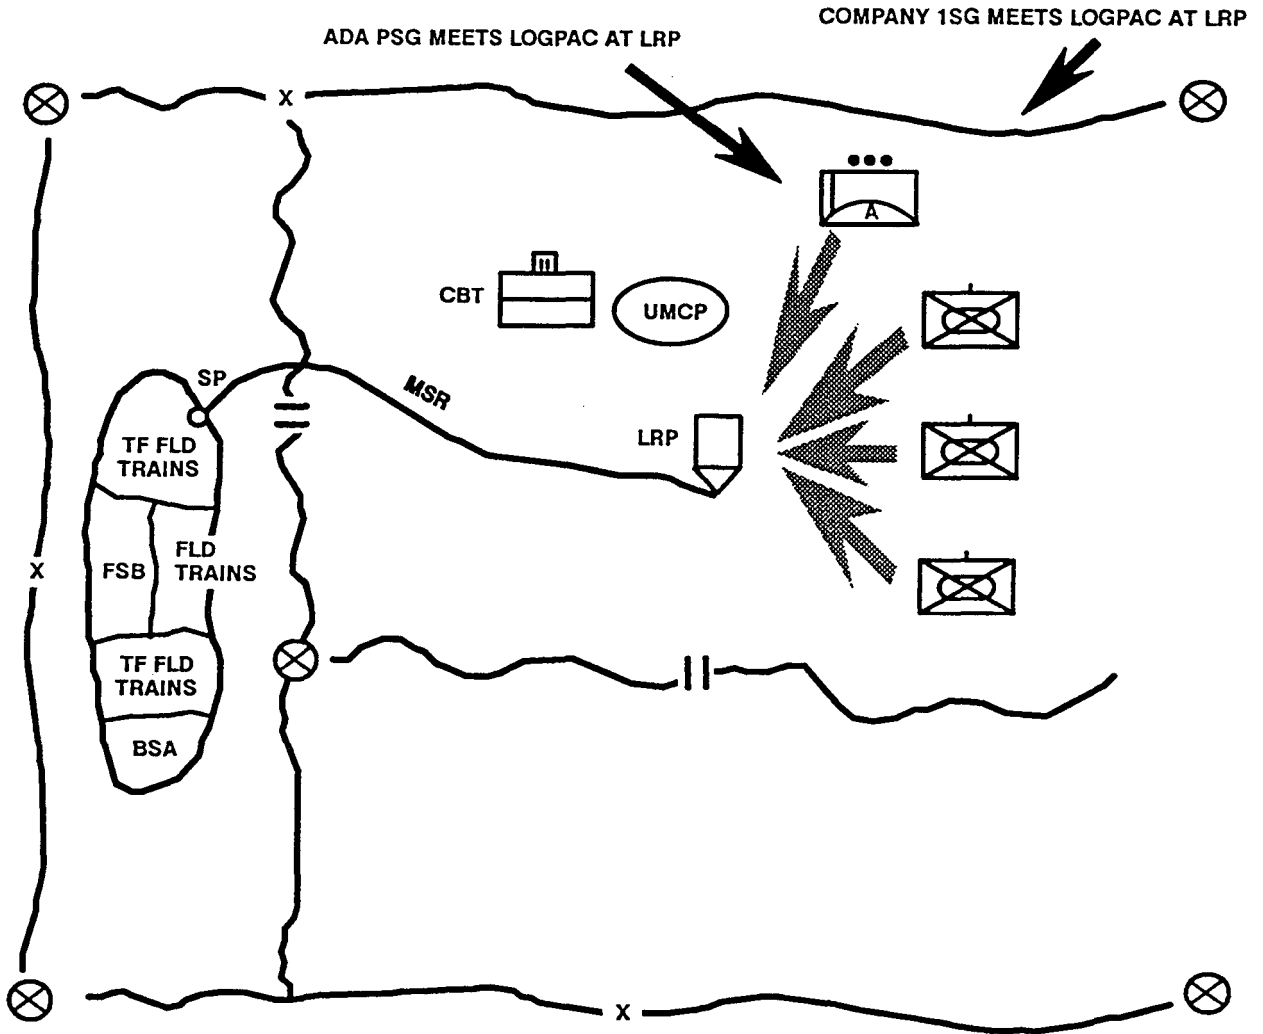 COMPANY 1SG MEETS LOGPAC AT LRP
ADA PSG MEETS LOGPAC AT LRP
X
A
CBT
UMCP
SP
MSR
LRP
TF FLD
TRAINS
FSB
FLD
TRAINS
X
TF FLD
TRAINS
BSA
X